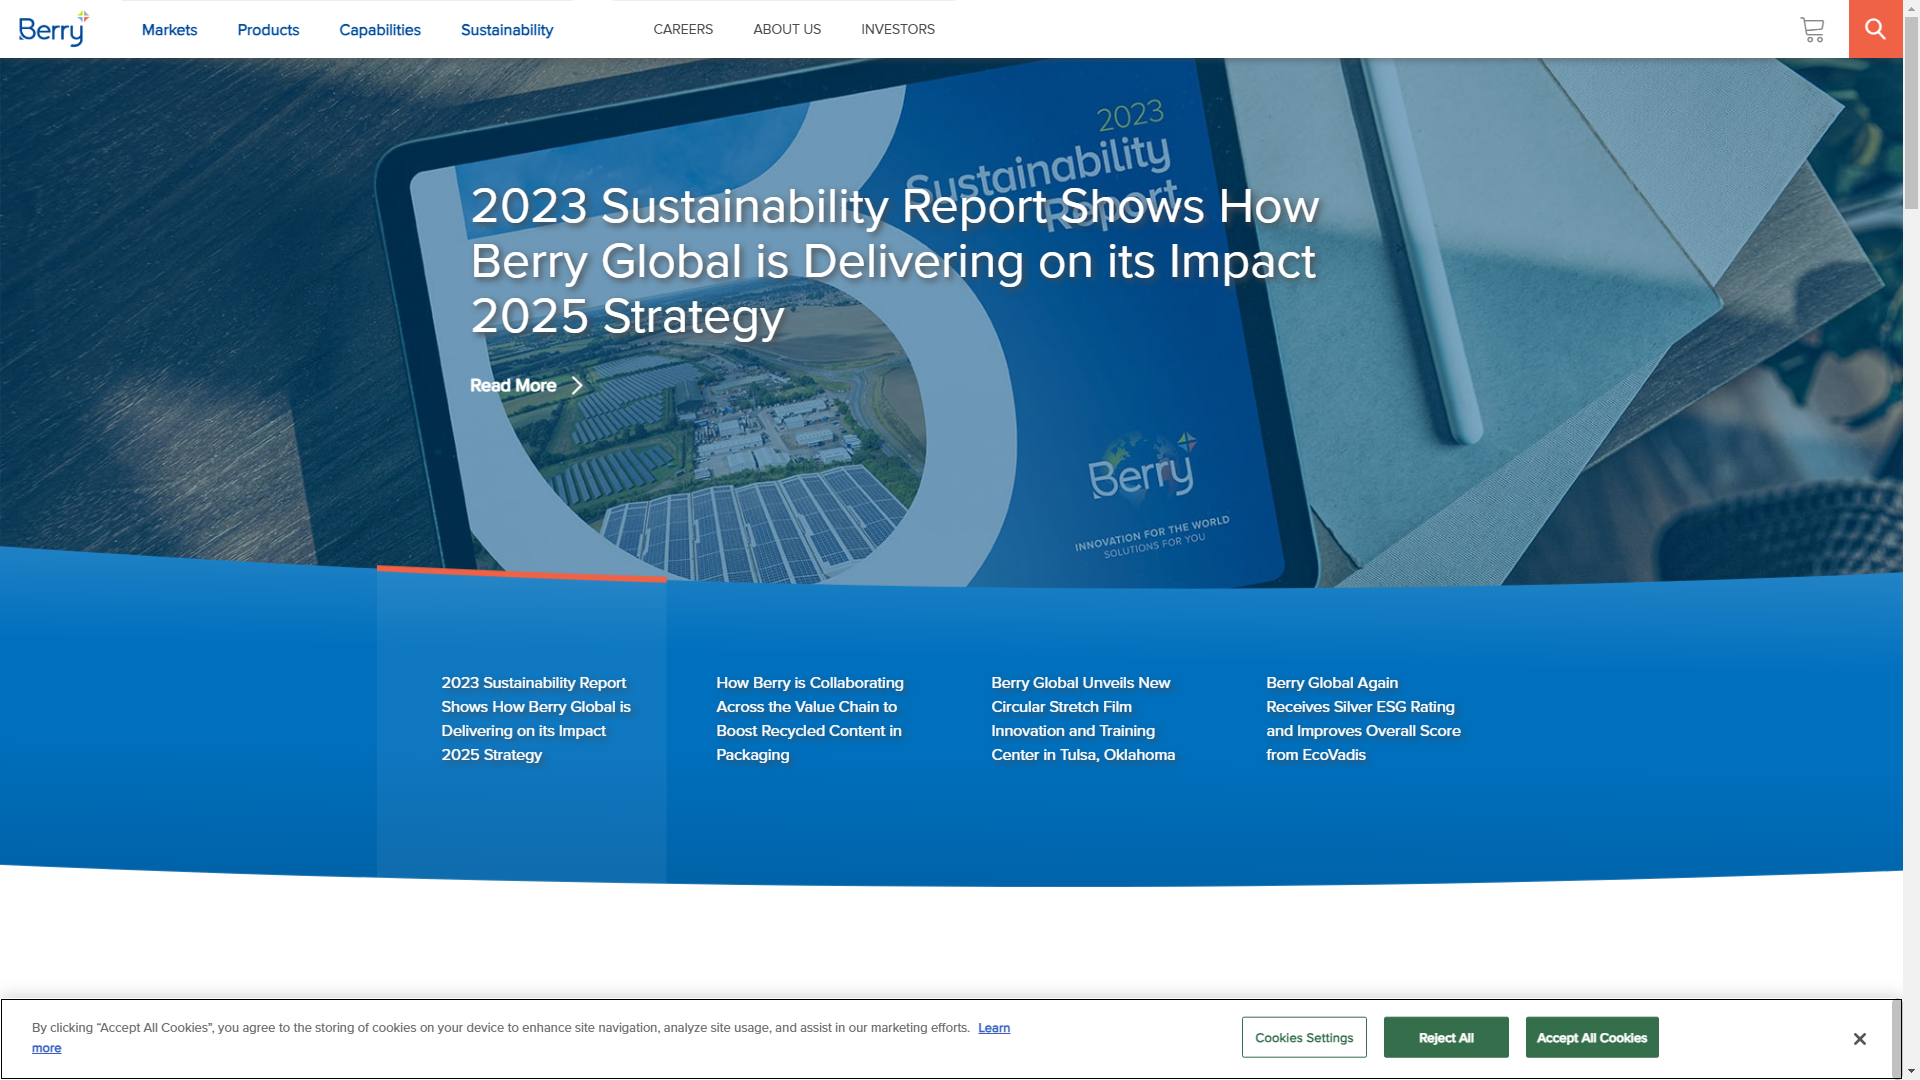 Berry
Markets
Products
Capabilities
Sustainability
CAREERS
ABOUT US
INVESTORS
2023
Sustainability
Report
2023 Sustainability Report Shows How
Berry Global is Delivering on its Impact
2025 Strategy
Read More
Berry
INNOVATION FOR THE WORLD
SOLUTIONS FOR YOU
2023 Sustainability Report
Shows How Berry Global is
Delivering on its Impact
2025 Strategy
How Berry is Collaborating
Across the Value Chain to
Boost Recycled Content in
Packaging
Berry Global Unveils New
Circular Stretch Film
Innovation and Training
Center in Tulsa, Oklahoma
Berry Global Again
Receives Silver ESG Rating
and Improves Overall Score
from EcoVadis
By clicking “Accept All Cookies”, you agree to the storing of cookies on your device to enhance site navigation, analyze site usage, and assist in our marketing efforts. Learn
more
Cookies Settings
Reject All
Accept All Cookies